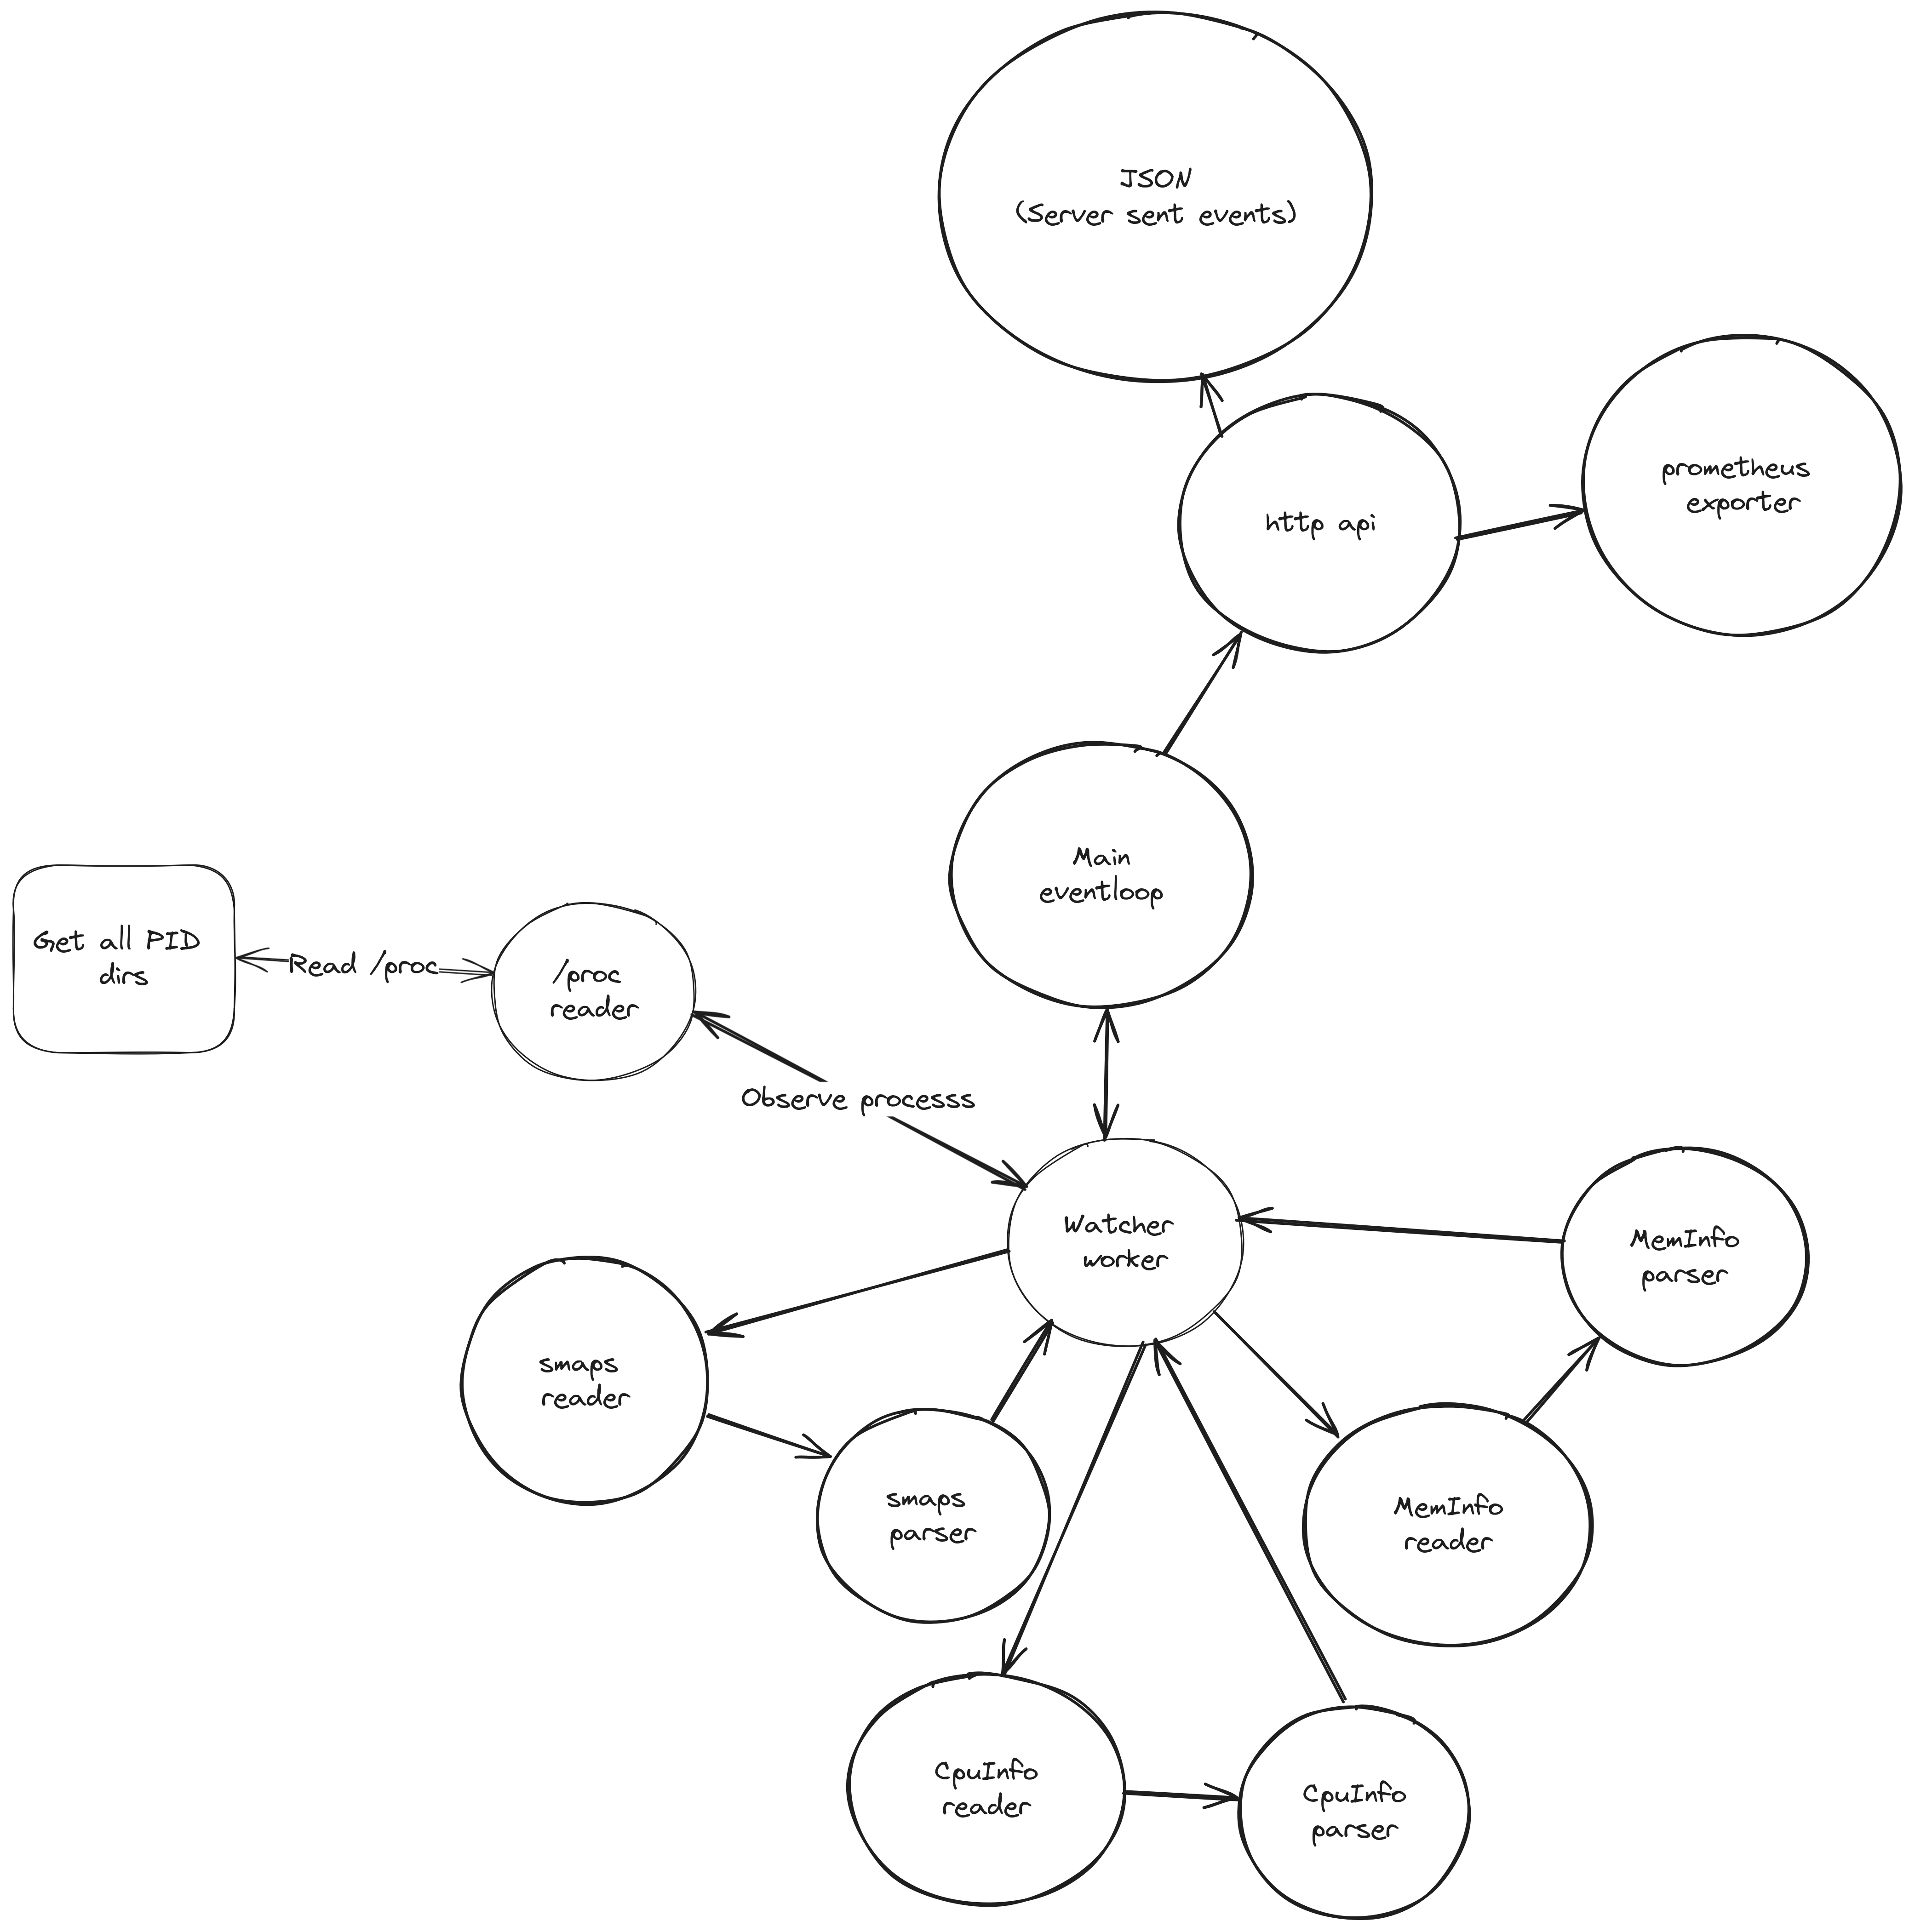 JSON
(Server sent events)
prometheus
exporter
http api
Main
eventloop
Get all PID
dirs
Read /proc
/proc
reader
Observe processs
Watcher
worker
MemInfo
parser
smaps
reader
smaps
parser
MemInfo
reader
CpuInfo
reader
CpuInfo
parser